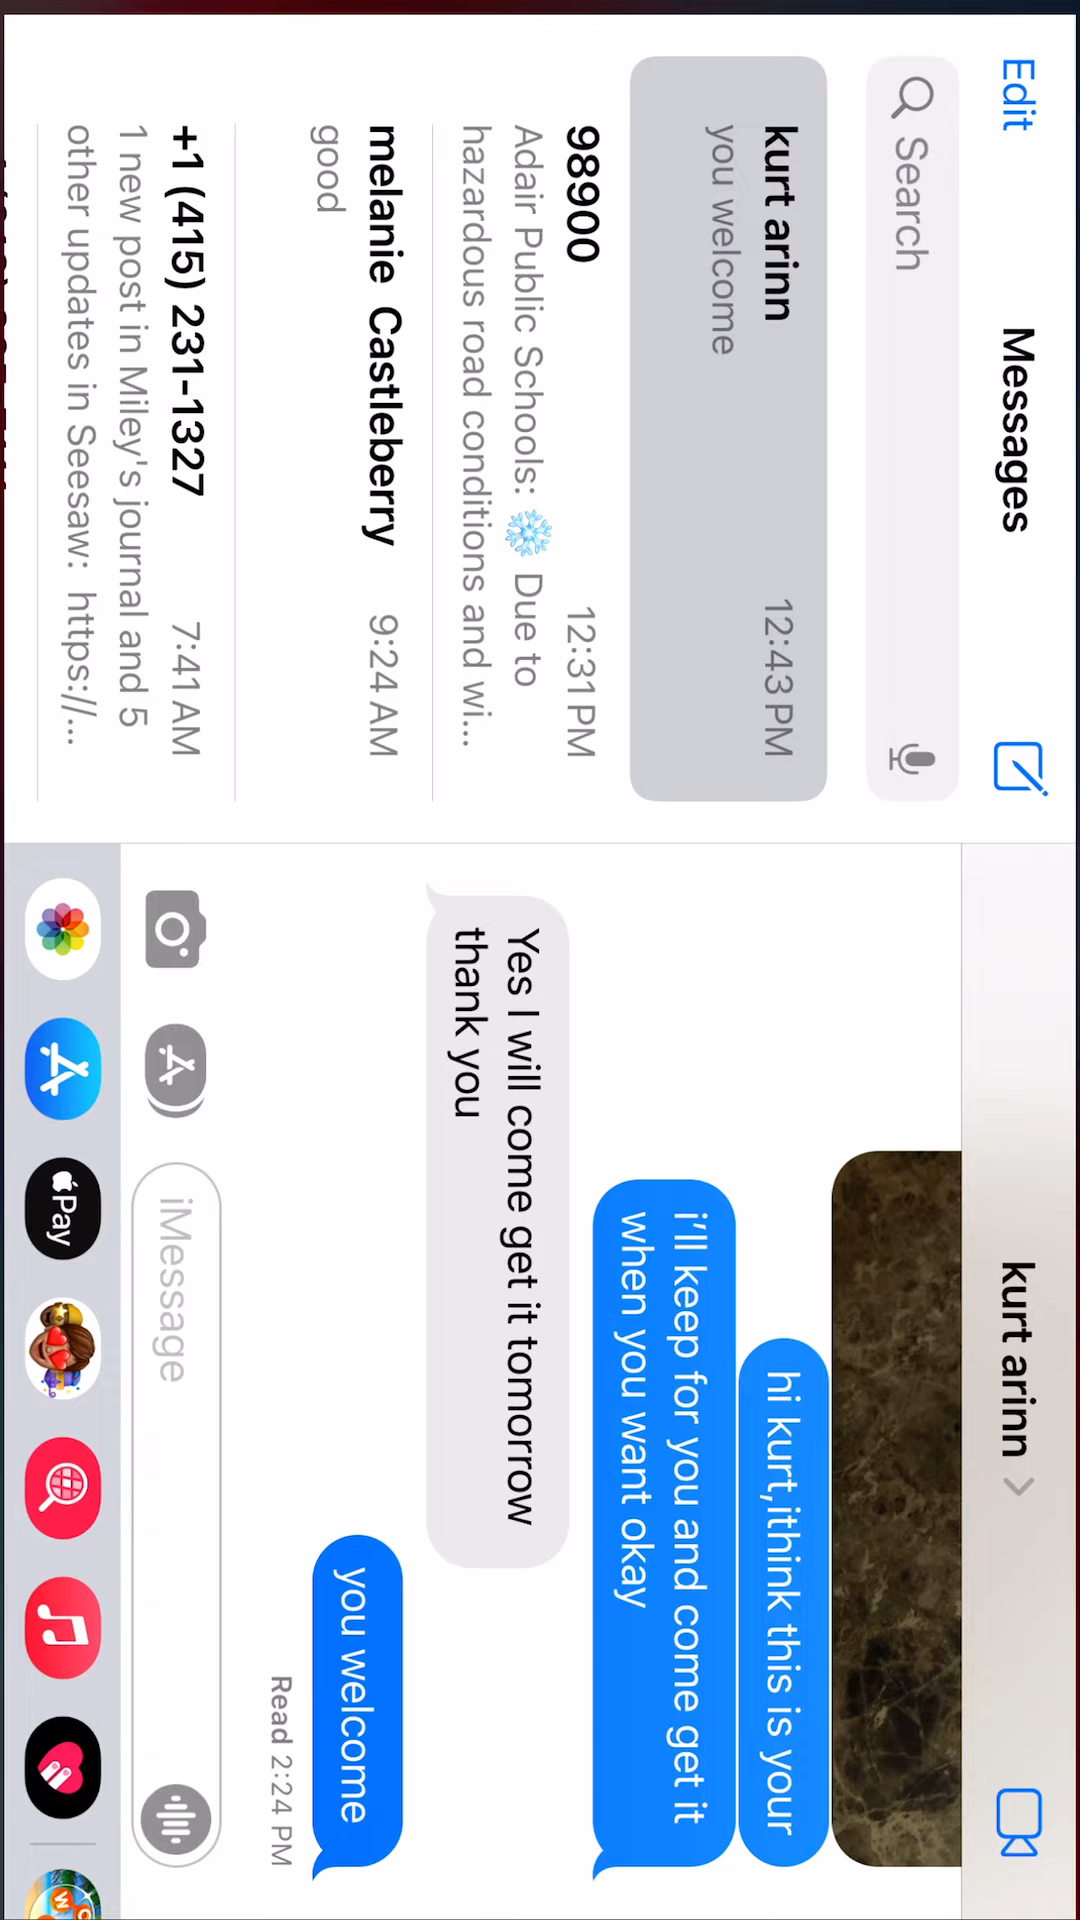 Edit
Messages
Search
kurt arinn
12:43 PM
you welcome
98900
12:31 PM
Adair Public Schools: ❄️ Due to
hazardous road conditions and wi...
melanie Castleberry
9:24 AM
good
+1 (415) 231-1327
7:41 AM
1 new post in Miley's journal and 5
other updates in Seesaw: https://...
kurt arinn
hi kurt,ithink this is your
i'll keep for you and come get it
when you want okay
Yes I will come get it tomorrow
thank you
you welcome
Read 2:24 PM
iMessage
Pay